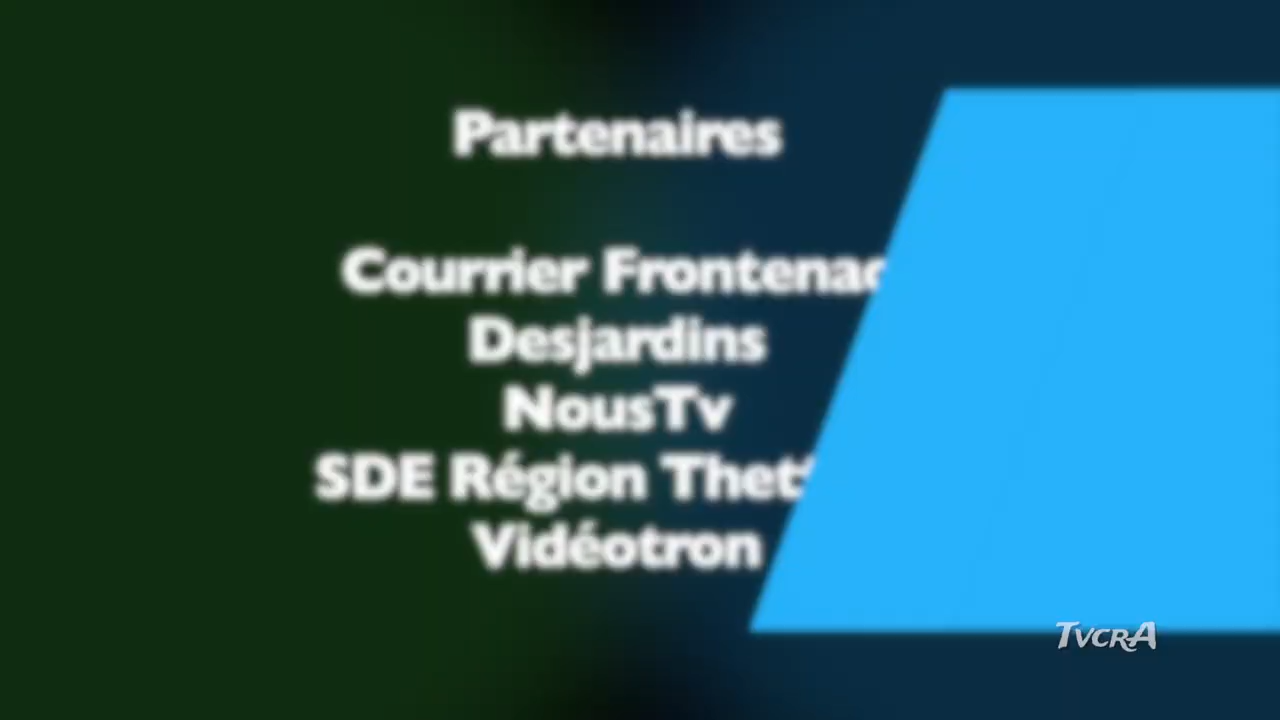 Partenaires
Courrier Frontenac
Desjardins
NousTv
SDE Région
Vidéotron
TVCRA